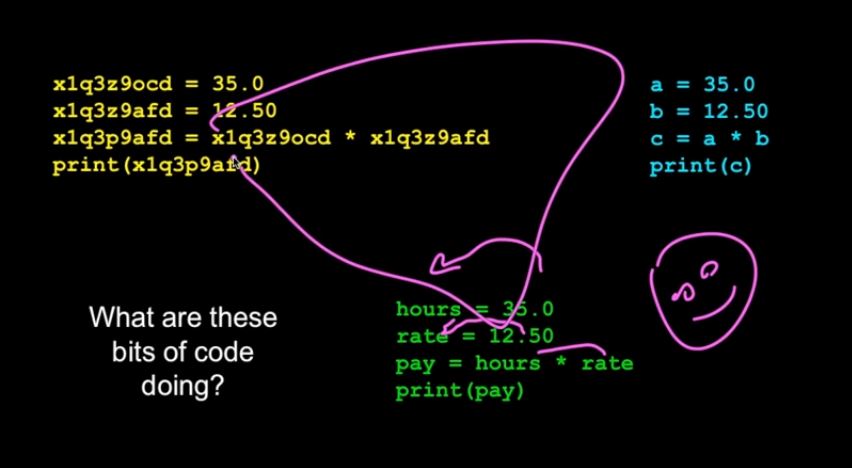 x1q3z9ocd = 35.0
x1q3z9afd = 12.50
x1q3p9afd = x1q3z9ocd * x1q3z9afd
print(x1q3p9afd)
a = 35.0
b = 12.50
c = a * b
print(c)
What are these
bits of code
doing?
hours = 35.0
rate = 12.50
pay = hours * rate
print(pay)